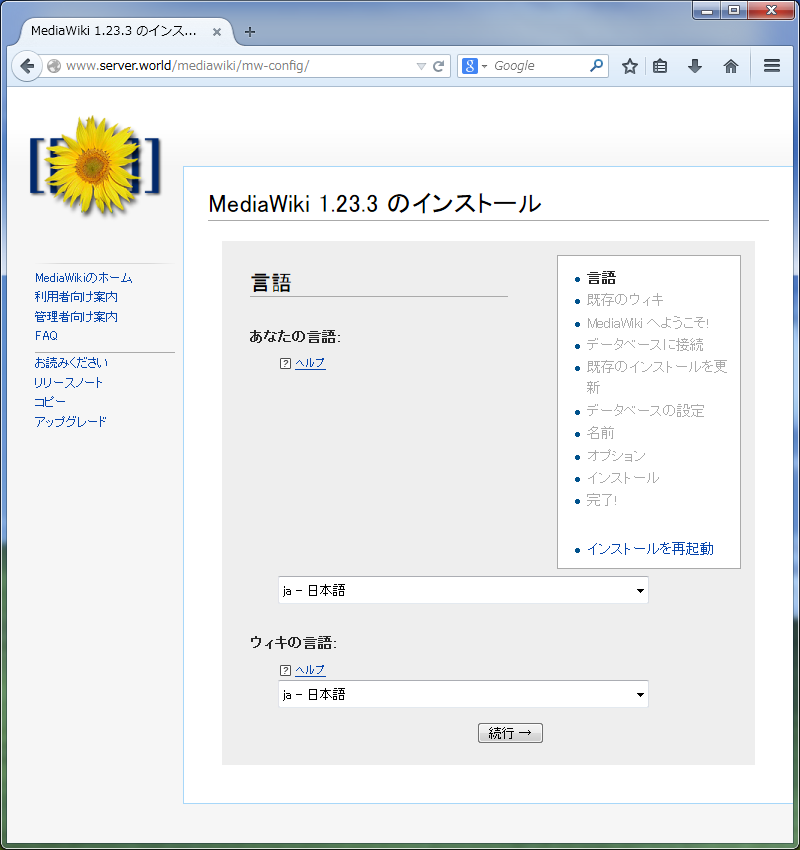 MediaWiki 1.23.3 のインス...
www.server.world/mediawiki/mw-config/
8
Google
MediaWiki 1.23.3 のインストール
MediaWikiのホーム
利用者向け案内
管理者向け案内
FAQ
お読みください
リリースノート
コピー
アップグレード
言語
あなたの言語:
? ヘルプ
言語
既存のウィキ
MediaWiki へようこそ!
データベースに接続
既存のインストールを更
新
データベースの設定
名前
オプション
インストール
完了!
インストールを再起動
ja - 日本語
ウィキの言語:
? ヘルプ
ja - 日本語
続行 →